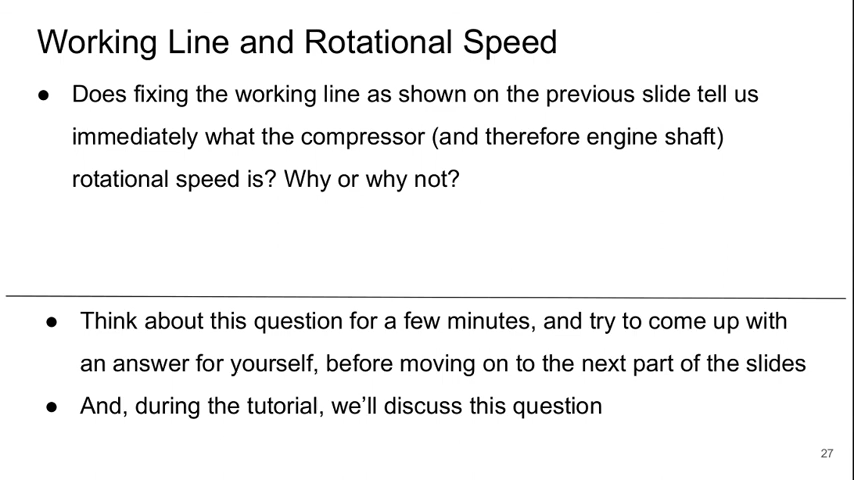 Working Line and Rotational Speed
● Does fixing the working line as shown on the previous slide tell us
immediately what the compressor (and therefore engine shaft)
rotational speed is? Why or why not?
● Think about this question for a few minutes, and try to come up with
an answer for yourself, before moving on to the next part of the slides
● And, during the tutorial, we’ll discuss this question
27